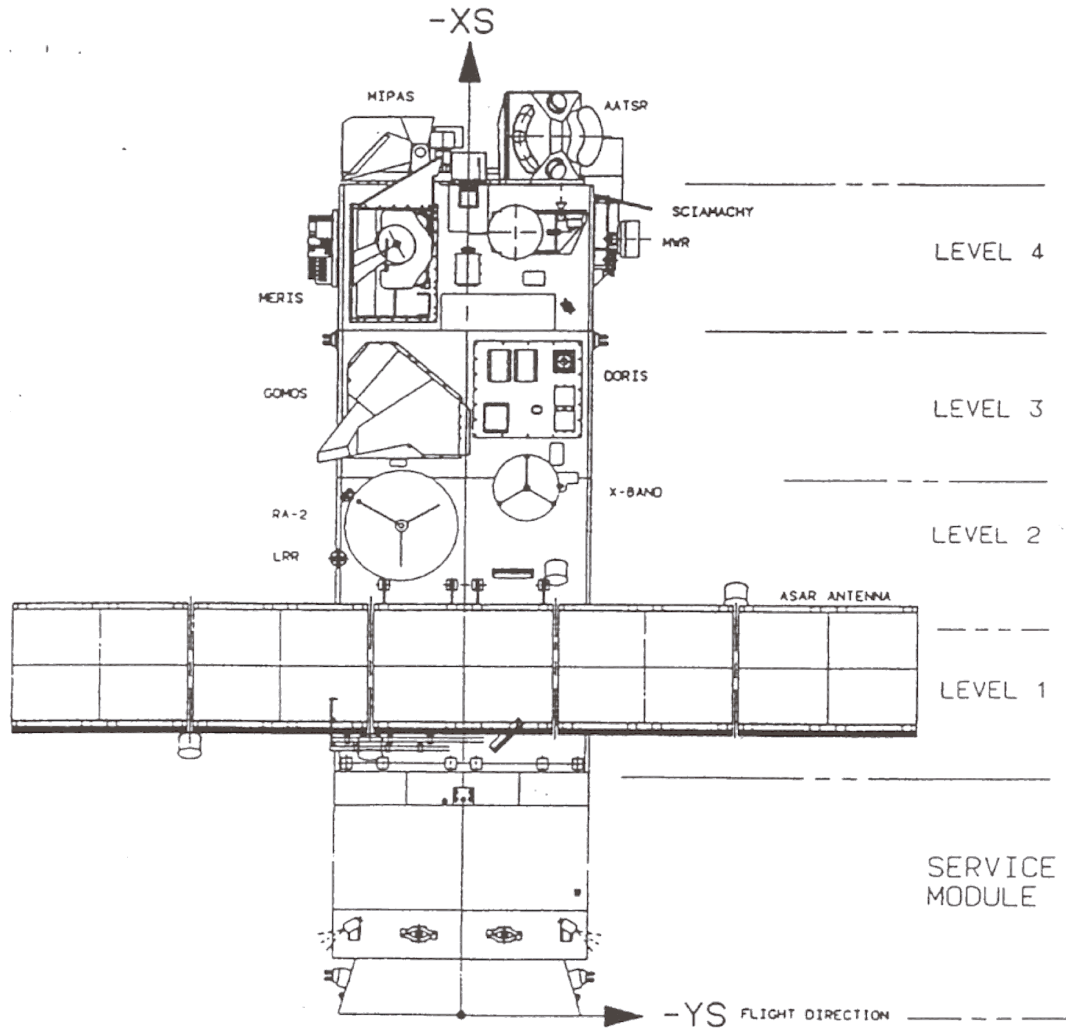 -XS
MIPAS
AATSR
SCIAMACHY
MWR
LEVEL 4
MERIS
GOMOS
DORIS
LEVEL 3
X-BAND
RA-2
LEVEL 2
LRR
ASAR ANTENNA
LEVEL 1
SERVICE
MODULE
-YS FLIGHT DIRECTION